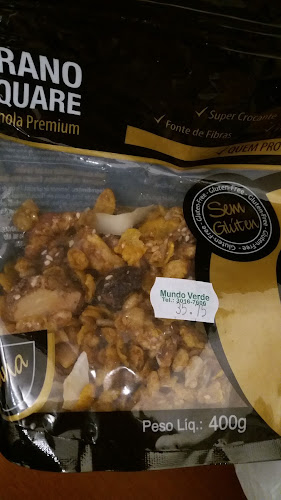 RANO
QUARE
nola Premium
✓ Super Crocante
✓ Fonte de Fibras
✓ QUEM PRO
Gluten-Free
Sem
Glúten
Mundo Verde
35.15
Peso Líq.: 400g